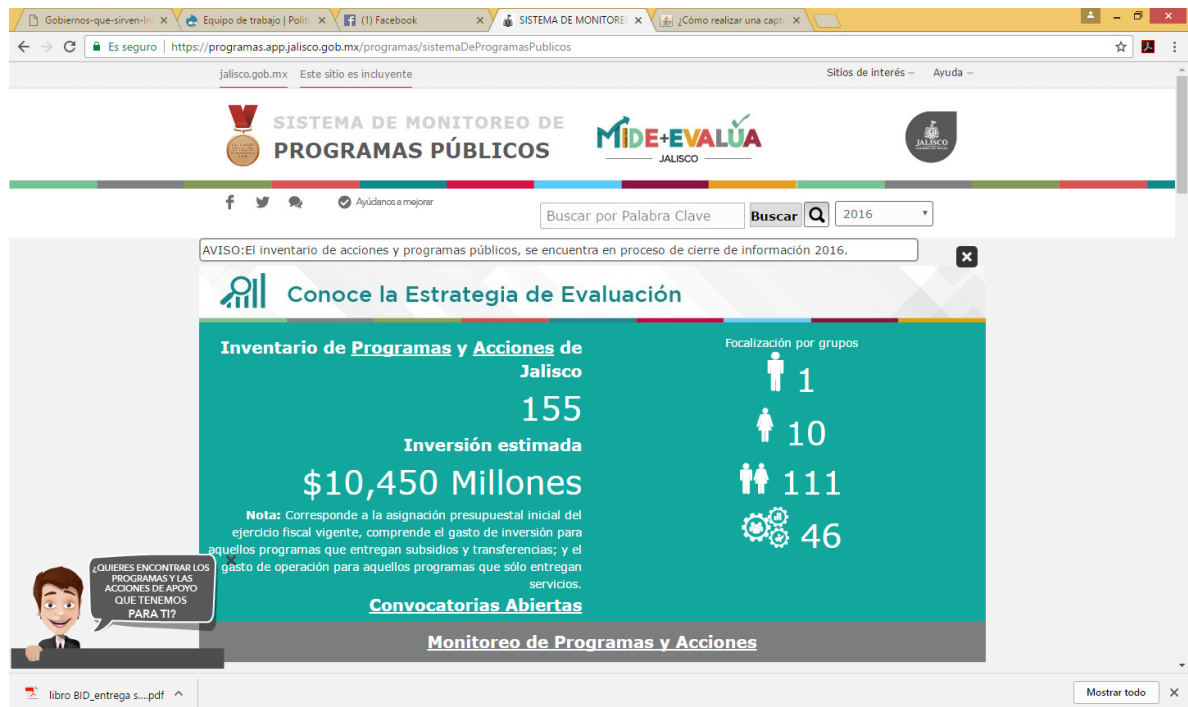 Gobiernos-que-sirven-In
Equipo de trabajo | Politi
(1) Facebook
SISTEMA DE MONITOREO
¿Cómo realizar una captu
Es seguro | https://programas.app.jalisco.gob.mx/programas/sistemaDeProgramasPublicos
jalisco.gob.mx Este sitio es incluyente
Sitios de interés Ayuda
SISTEMA DE MONITOREO DE
PROGRAMAS PÚBLICOS
MIDE+EVALÚA
JALISCO
JALISCO
Ayúdanos a mejorar
Buscar por Palabra Clave Buscar 2016
AVISO:El inventario de acciones y programas públicos, se encuentra en proceso de cierre de información 2016.
Conoce la Estrategia de Evaluación
Inventario de Programas y Acciones de
Jalisco
155
Inversión estimada
$10,450 Millones
Nota: Corresponde a la asignación presupuestal inicial del
ejercicio fiscal vigente, comprende el gasto de inversión para
aquellos programas que entregan subsidios y transferencias; y el
gasto de operación para aquellos programas que sólo entregan
servicios.
Convocatorias Abiertas
Focalización por grupos
1
10
111
46
¿QUIERES ENCONTRAR LOS
PROGRAMAS Y LAS
ACCIONES DE APOYO
QUE TENEMOS
PARA TI?
Monitoreo de Programas y Acciones
libro BID_entrega s....pdf
Mostrar todo